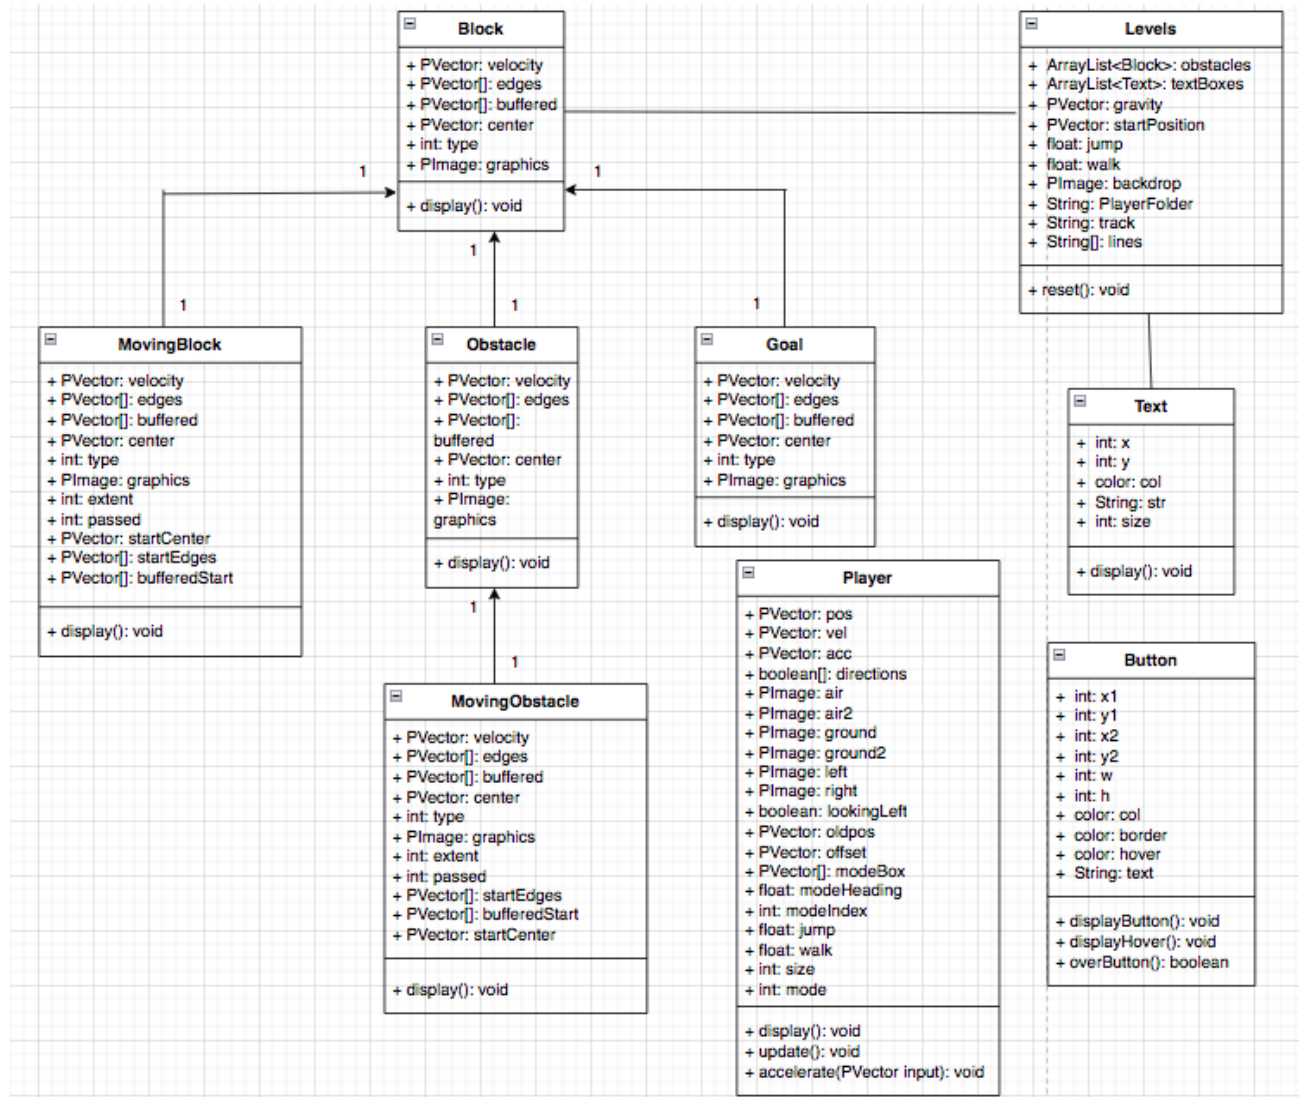 Block
+ PVector: velocity
+ PVector[]: edges
+ PVector[]: buffered
+ PVector: center
+ int: type
+ PImage: graphics
+ display(): void
Levels
+ ArrayList<Block>: obstacles
+ ArrayList<Text>: textBoxes
+ PVector: gravity
+ PVector: startPosition
+ float: jump
+ float: walk
+ PImage: backdrop
+ String: PlayerFolder
+ String: track
+ String[]: lines
+ reset(): void
1
1
1
1
1
1
MovingBlock
+ PVector: velocity
+ PVector[]: edges
+ PVector[]: buffered
+ PVector: center
+ int: type
+ PImage: graphics
+ int: extent
+ int: passed
+ PVector: startCenter
+ PVector[]: startEdges
+ PVector[]: bufferedStart
+ display(): void
Obstacle
+ PVector: velocity
+ PVector[]: edges
+ PVector[]:
buffered
+ PVector: center
+ int: type
+ PImage:
graphics
+ display(): void
Goal
+ PVector: velocity
+ PVector[]: edges
+ PVector[]: buffered
+ PVector: center
+ int: type
+ PImage: graphics
+ display(): void
Text
+ int: x
+ int: y
+ color: col
+ String: str
+ int: size
+ display(): void
1
1
MovingObstacle
+ PVector: velocity
+ PVector[]: edges
+ PVector[]: buffered
+ PVector: center
+ int: type
+ PImage: graphics
+ int: extent
+ int: passed
+ PVector[]: startEdges
+ PVector[]: bufferedStart
+ PVector: startCenter
+ display(): void
Player
+ PVector: pos
+ PVector: vel
+ PVector: acc
+ boolean[]: directions
+ PImage: air
+ PImage: air2
+ PImage: ground
+ PImage: ground2
+ PImage: left
+ PImage: right
+ boolean: lookingLeft
+ PVector: oldpos
+ PVector: offset
+ PVector[]: modeBox
+ float: modeHeading
+ int: modeIndex
+ float: jump
+ float: walk
+ int: size
+ int: mode
+ display(): void
+ update(): void
+ accelerate(PVector input): void
Button
+ int: x1
+ int: y1
+ int: x2
+ int: y2
+ int: w
+ int: h
+ color: col
+ color: border
+ color: hover
+ String: text
+ displayButton(): void
+ displayHover(): void
+ overButton(): boolean